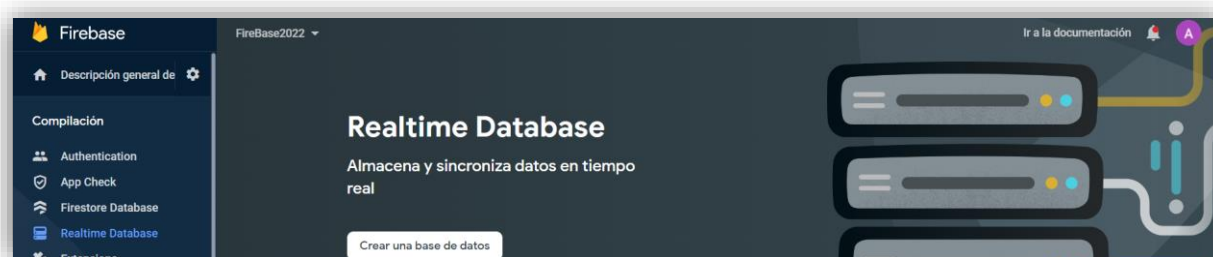 Firebase
FireBase2022
Ir a la documentación
A
Descripción general de
Compilación
Authentication
App Check
Firestore Database
Realtime Database
Realtime Database
Almacena y sincroniza datos en tiempo
real
Crear una base de datos